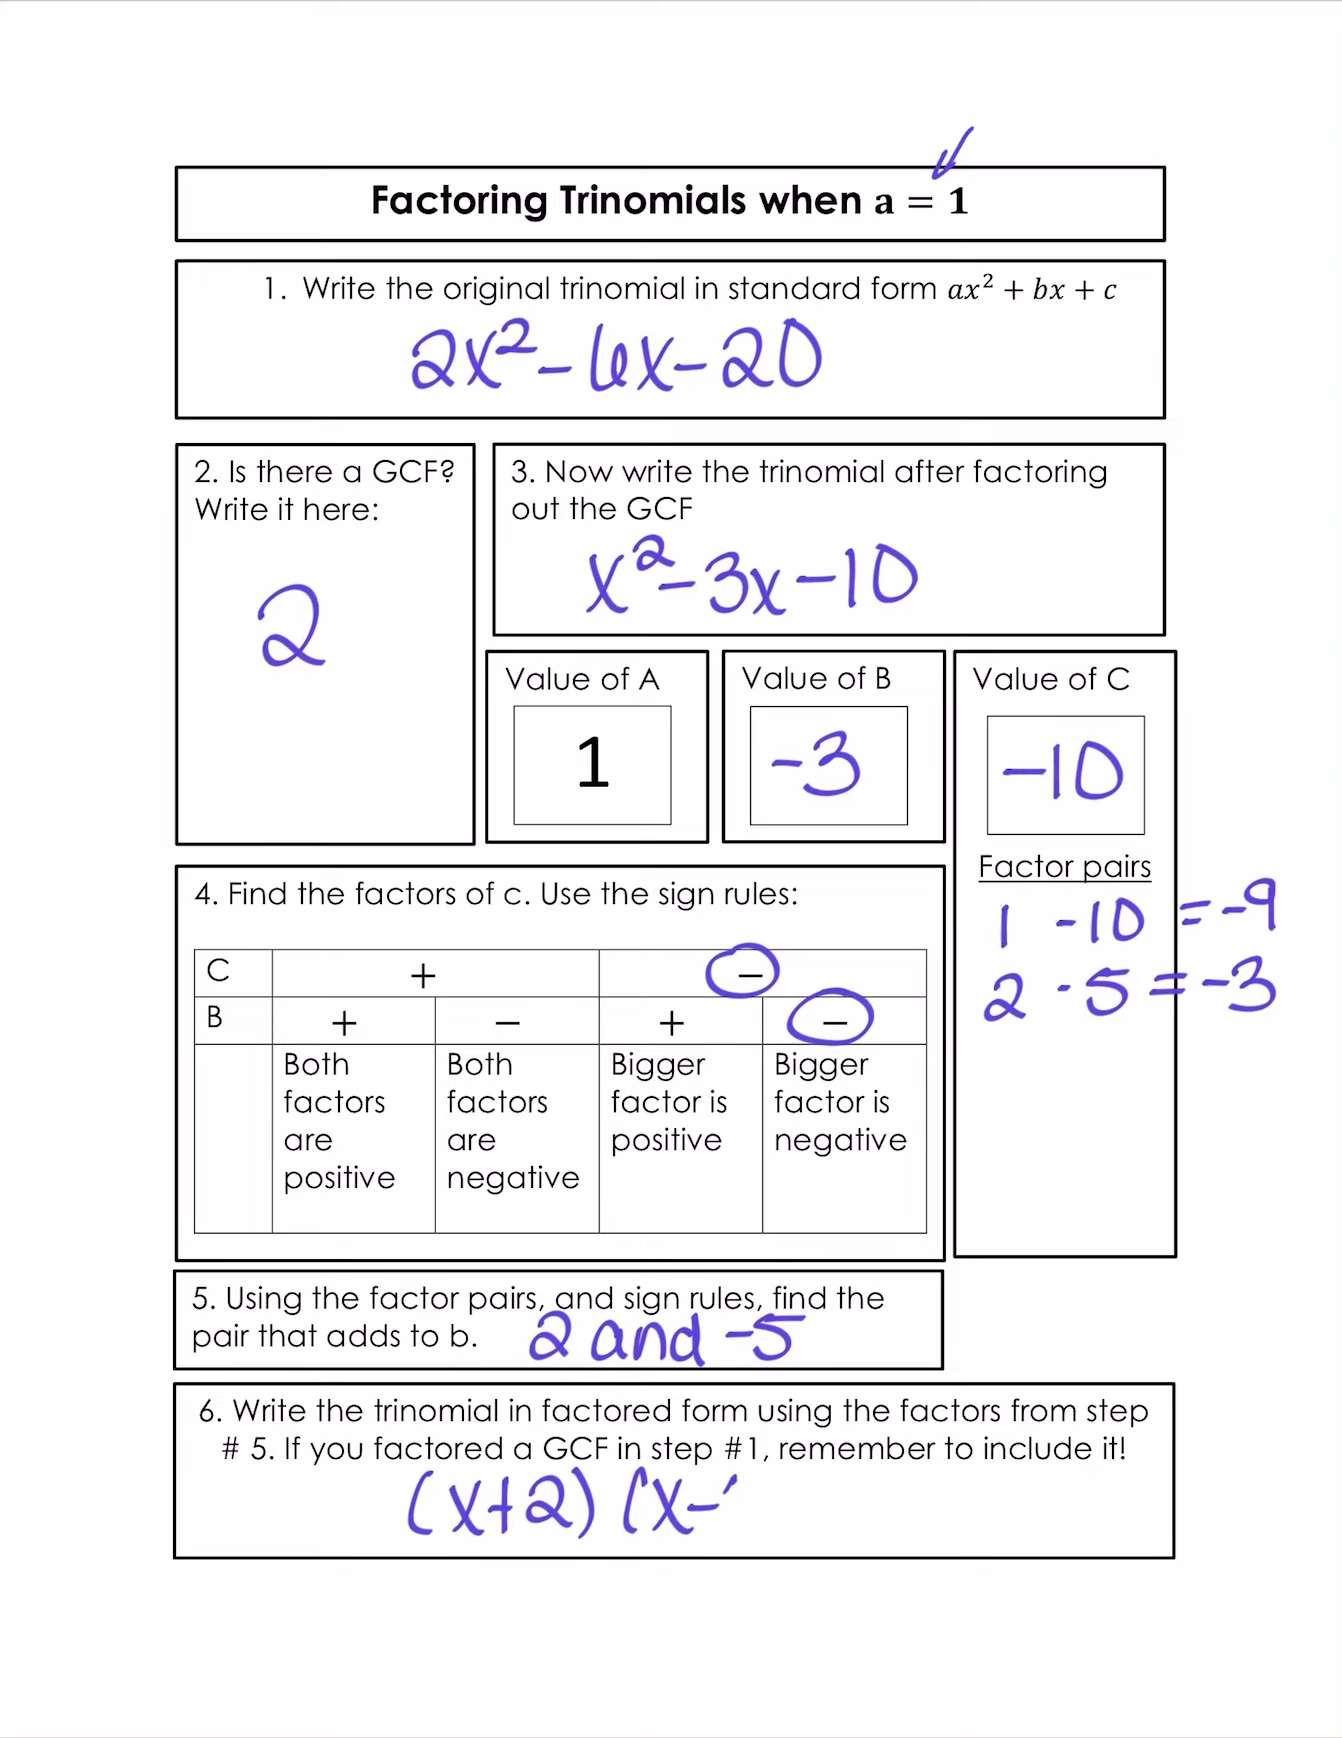 Factoring Trinomials when a = 1
1. Write the original trinomial in standard form ax² + bx + c
2x² - 6x - 20
2. Is there a GCF?
Write it here:
2
3. Now write the trinomial after factoring
out the GCF
x² - 3x - 10
Value of A
1
Value of B
-3
Value of C
-10
Factor pairs
1 -10 = -9
2 -5 = -3
4. Find the factors of c. Use the sign rules:
C + −
B + − + −
Both factors are positive
Both factors are negative
Bigger factor is positive
Bigger factor is negative
5. Using the factor pairs, and sign rules, find the
pair that adds to b. 2 and -5
6. Write the trinomial in factored form using the factors from step
# 5. If you factored a GCF in step #1, remember to include it!
(x+2) (x-